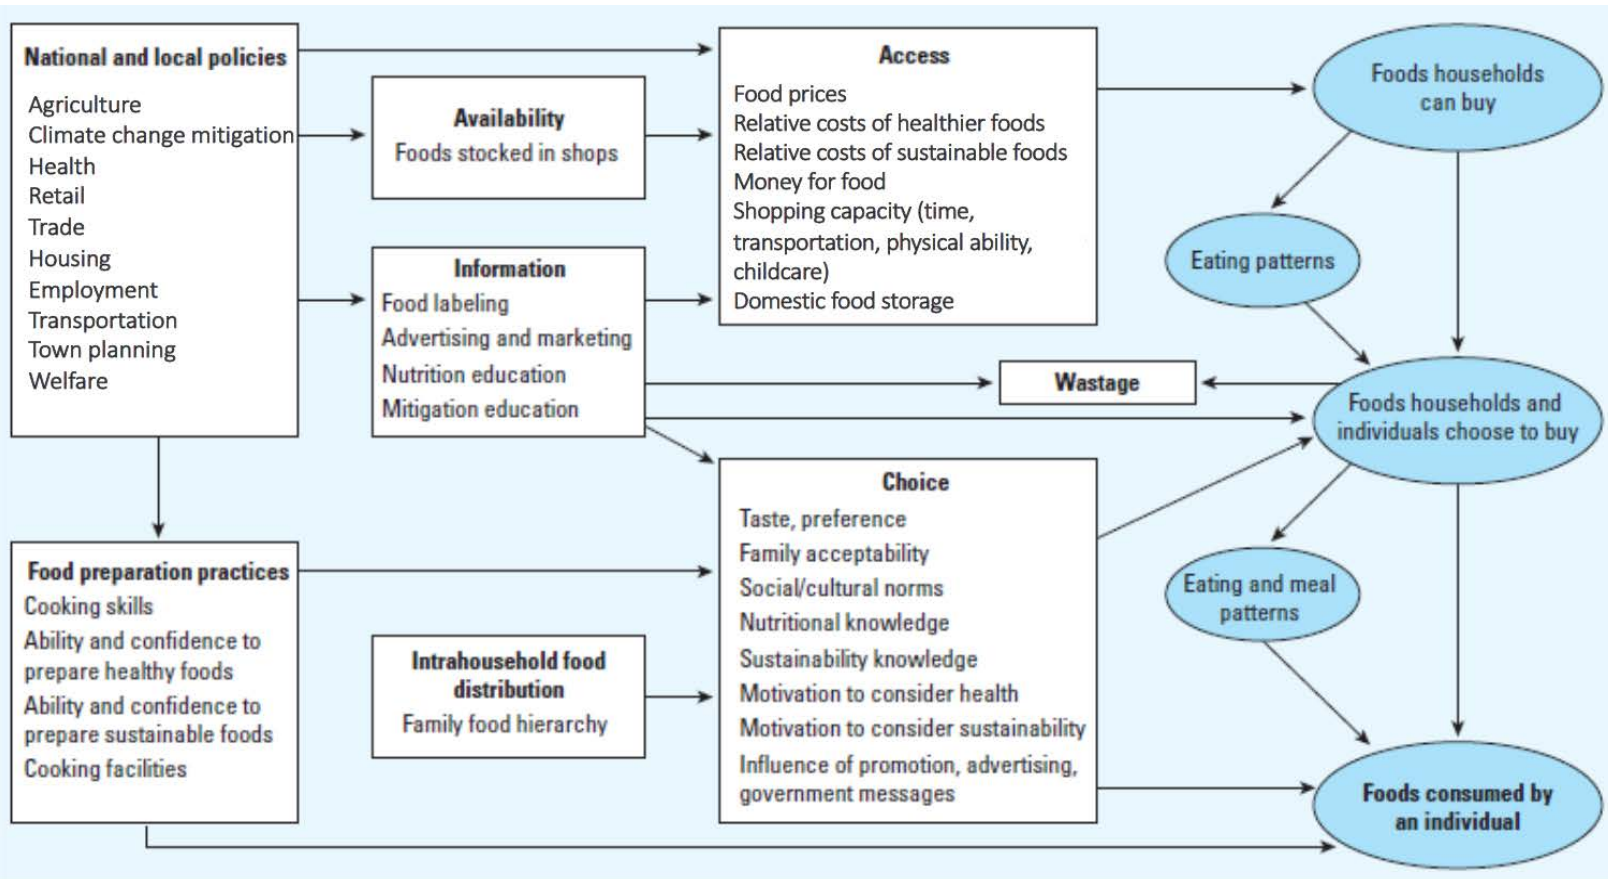 National and local policies
Agriculture
Climate change mitigation
Health
Retail
Trade
Housing
Employment
Transportation
Town planning
Welfare
Availability
Foods stocked in shops
Information
Food labeling
Advertising and marketing
Nutrition education
Mitigation education
Access
Food prices
Relative costs of healthier foods
Relative costs of sustainable foods
Money for food
Shopping capacity (time,
transportation, physical ability,
childcare)
Domestic food storage
Foods households
can buy
Eating patterns
Wastage
Foods households and
individuals choose to buy
Food preparation practices
Cooking skills
Ability and confidence to
prepare healthy foods
Ability and confidence to
prepare sustainable foods
Cooking facilities
Intrahousehold food
distribution
Family food hierarchy
Choice
Taste, preference
Family acceptability
Social/cultural norms
Nutritional knowledge
Sustainability knowledge
Motivation to consider health
Motivation to consider sustainability
Influence of promotion, advertising,
government messages
Eating and meal
patterns
Foods consumed by
an individual